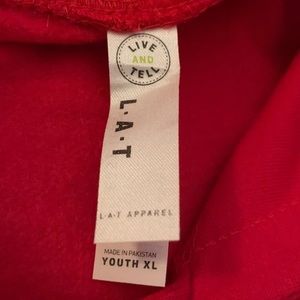 LIVE
AND
TELL
L·A·T
L·A·T APPAREL
MADE IN PAKISTAN
YOUTH XL